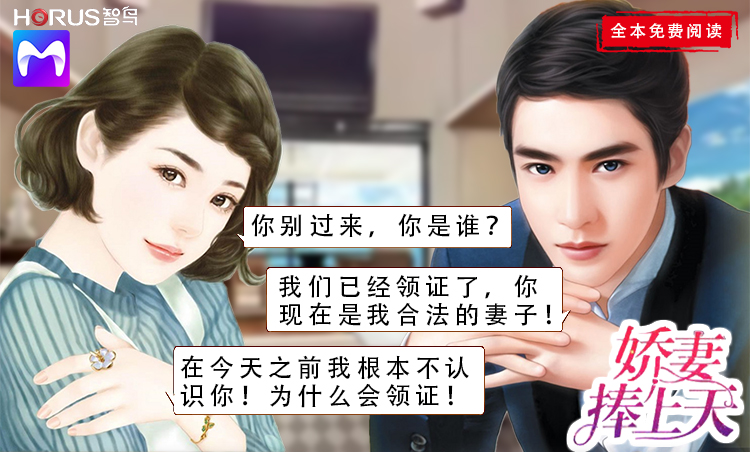 HORUS智鸟
全本免费阅读
你别过来，你是谁？
我们已经领证了，你
现在是我合法的妻子！
在今天之前我根本不认
识你！为什么会领证！
娇妻
捧上天